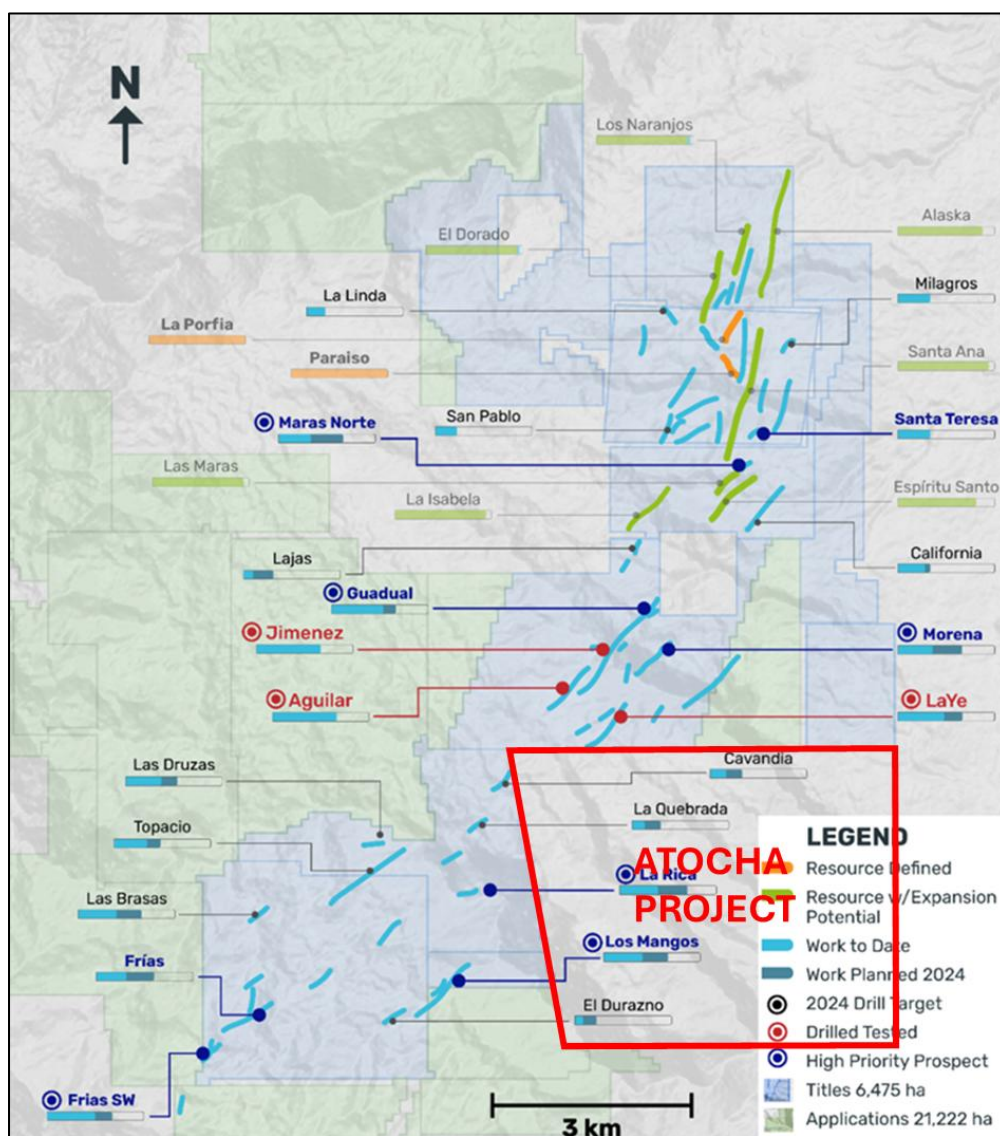 N
Los Naranjos
Alaska
El Dorado
Milagros
La Linda
La Porfia
Paraiso
Santa Ana
Maras Norte
San Pablo
Santa Teresa
Las Maras
La Isabela
Espíritu Santo
Lajas
California
Guadual
Jimenez
Morena
Aguilar
LaYe
Cavandia
Las Druzas
La Quebrada
Topacio
La Rica
Las Brasas
Los Mangos
Frías
El Durazno
Frias SW
3 km
ATOCHA
PROJECT
LEGEND
Resource Defined
Resource w/Expansion
Potential
Work to Date
Work Planned 2024
2024 Drill Target
Drilled Tested
High Priority Prospect
Titles 6,475 ha
Applications 21,222 ha